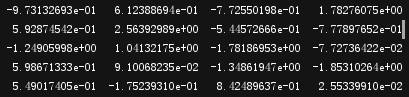 -9.73132693e-01 6.12388694e-01 -7.72550198e-01 1.78276075e+00
5.92874542e-01 2.56392989e+00 -5.44572666e-01 -7.77897652e-01
-1.24905998e+00 1.04132175e+00 -1.78186953e+00 -7.72736422e-02
5.98671333e-01 9.10068235e-02 -1.34861947e+00 -1.85310264e+00
5.49017405e-01 -1.75239310e-01 8.42489637e-01 2.55339910e-02